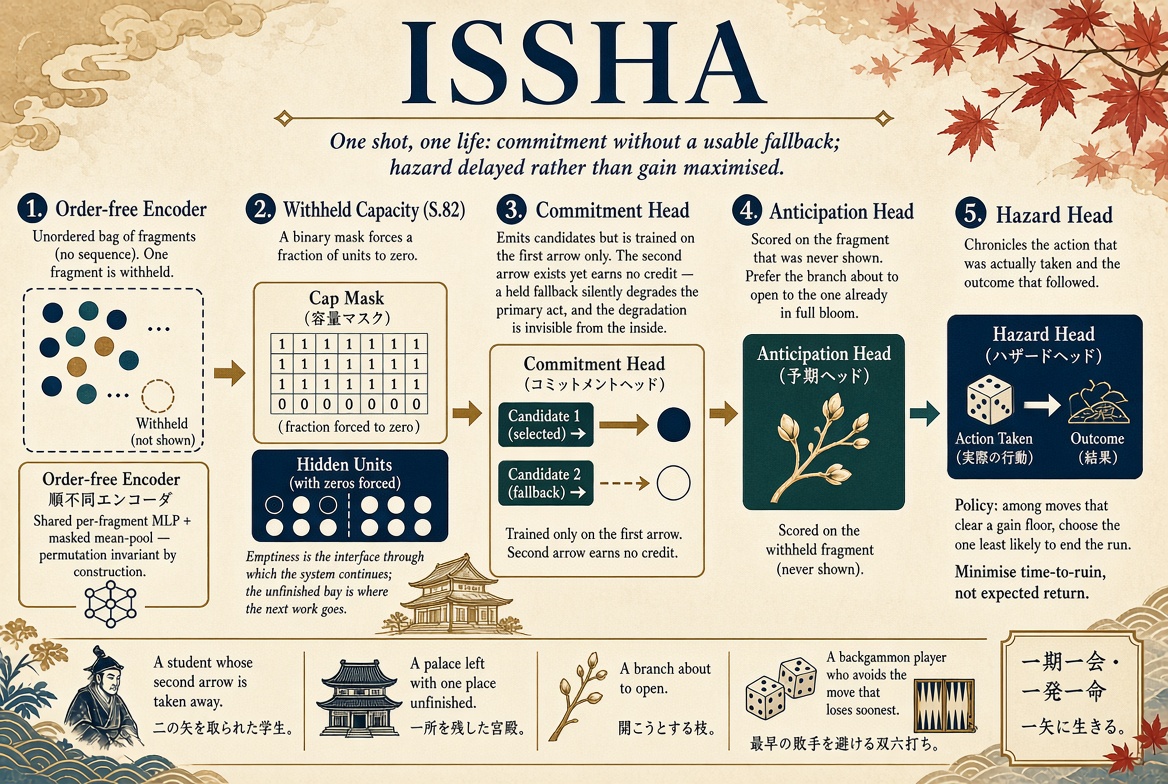 ISSHA
One shot, one life: commitment without a usable fallback;
hazard delayed rather than gain maximised.
1. Order-free Encoder
Unordered bag of fragments
(no sequence). One
fragment is withheld.
...
...
Withheld
(not shown)
Order-free Encoder
順不同エンコーダ
Shared per-fragment MLP +
masked mean-pool —
permutation invariant by
construction.
2. Withheld Capacity (S.82)
A binary mask forces a
fraction of units to zero.
Cap Mask
(容量マスク)
1 1 1 1 1 1 1
1 1 1 1 1 1 1
1 1 1 1 1 1 1
0 0 0 0 0 0 0
(fraction forced to zero)
Hidden Units
(with zeros forced)
Emptiness is the interface through
which the system continues;
the unfinished bay is where
the next work goes.
3. Commitment Head
Emits candidates but is trained on
the first arrow only. The second
arrow exists yet earns no credit —
a held fallback silently degrades the
primary act, and the degradation
is invisible from the inside.
Commitment Head
(コミットメントヘッド)
Candidate 1
(selected) →
Candidate 2
(fallback) →
Trained only on the first arrow.
Second arrow earns no credit.
4. Anticipation Head
Scored on the fragment
that was never shown.
Prefer the branch about to
open to the one already
in full bloom.
Anticipation Head
(予期ヘッド)
Scored on the
withheld fragment
(never shown).
5. Hazard Head
Chronicles the action that
was actually taken and the
outcome that followed.
Hazard Head
(ハザードヘッド)
Action Taken
(実際の行動)
Outcome
(結果)
Policy: among moves that
clear a gain floor, choose the
one least likely to end the run.
Minimise time-to-ruin,
not expected return.
A student whose
second arrow is
taken away.
二の矢を取られた学生。
A palace left
with one place
unfinished.
一所を残した宮殿。
A branch about
to open.
開こうとする枝。
A backgammon player
who avoids the
move that
loses soonest.
最早の敗手を避ける双六打ち。
一期一会・
一発一命
一矢に生きる。